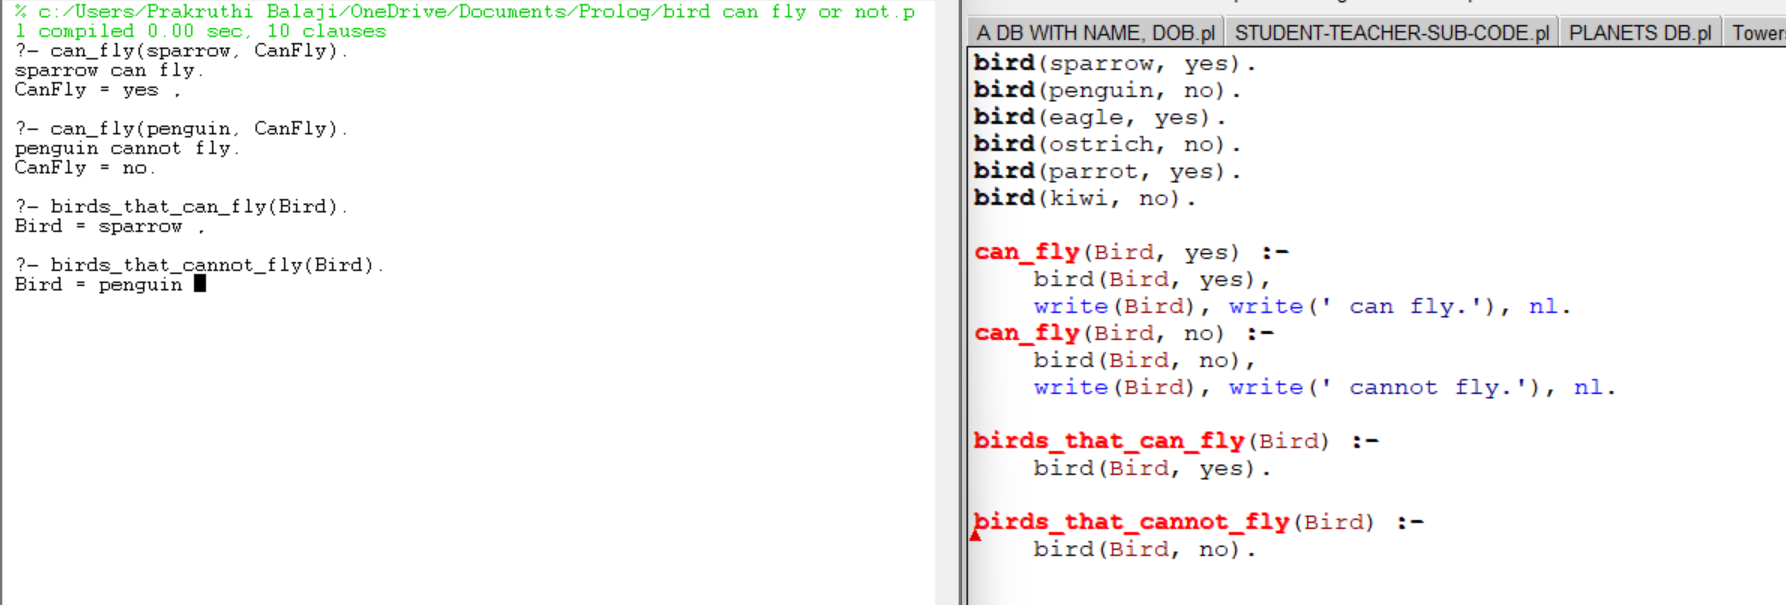 % c:/Users/Prakruthi Balaji/OneDrive/Documents/Prolog/bird can fly or not.p
l compiled 0.00 sec, 10 clauses
?- can_fly(sparrow, CanFly).
sparrow can fly.
CanFly = yes .
?- can_fly(penguin, CanFly).
penguin cannot fly.
CanFly = no.
?- birds_that_can_fly(Bird).
Bird = sparrow .
?- birds_that_cannot_fly(Bird).
Bird = penguin
A DB WITH NAME, DOB.pl STUDENT-TEACHER-SUB-CODE.pl PLANETS DB.pl Towers
bird(sparrow, yes).
bird(penguin, no).
bird(eagle, yes).
bird(ostrich, no).
bird(parrot, yes).
bird(kiwi, no).
can_fly(Bird, yes) :-
bird(Bird, yes),
write(Bird), write(' can fly.'), nl.
can_fly(Bird, no) :-
bird(Bird, no),
write(Bird), write(' cannot fly.'), nl.
birds_that_can_fly(Bird) :-
bird(Bird, yes).
birds_that_cannot_fly(Bird) :-
bird(Bird, no).